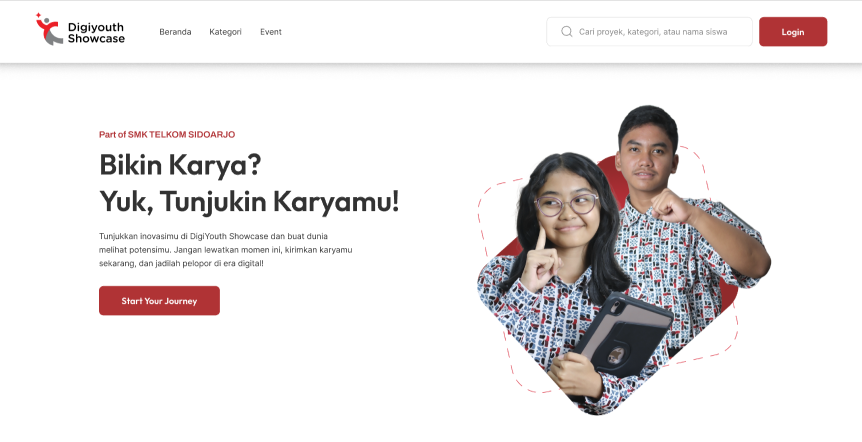 Digiyouth
Showcase
Beranda
Kategori
Event
Cari proyek, kategori, atau nama siswa
Login
Part of SMK TELKOM SIDOARJO
Bikin Karya?
Yuk, Tunjukin Karyamu!
Tunjukkan inovasimu di DigiYouth Showcase dan buat dunia
melihat potensimu. Jangan lewatkan momen ini, kirimkan karyamu
sekarang, dan jadilah pelopor di era digital!
Start Your Journey